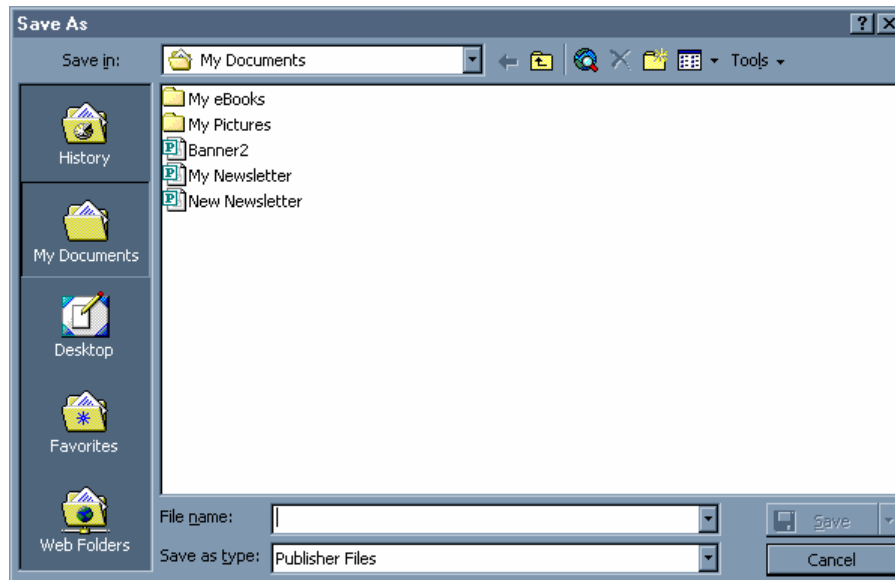 Save As
Save in: My Documents Tools
My eBooks
My Pictures
Banner2
My Newsletter
New Newsletter
History
My Documents
Desktop
Favorites
Web Folders
File name: Save
Save as type: Publisher Files Cancel